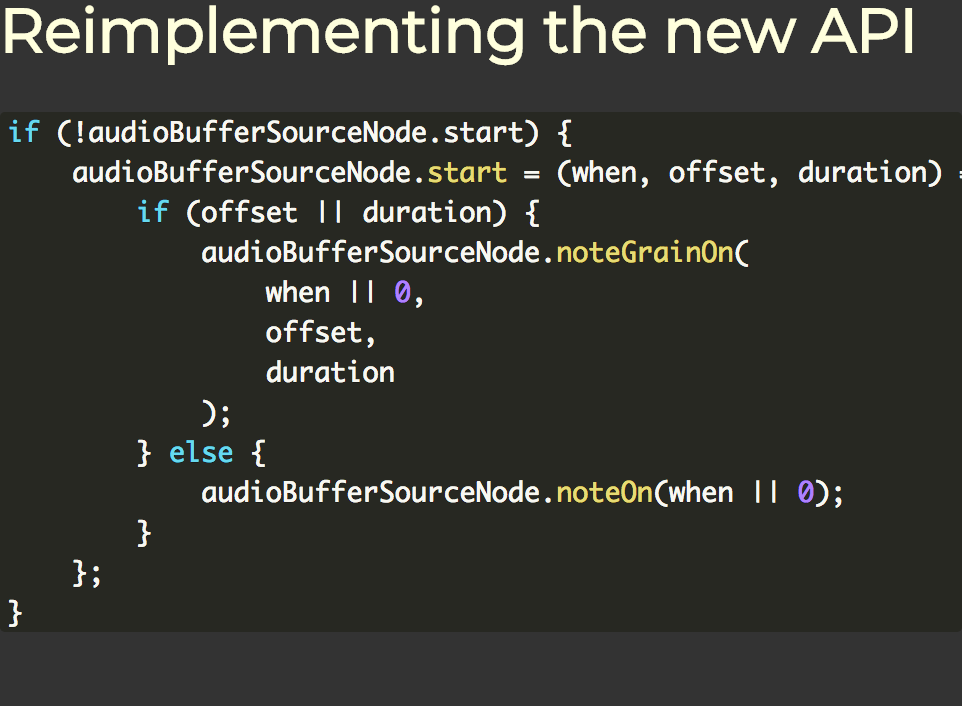 Reimplementing the new API
if (!audioBufferSourceNode.start) {
    audioBufferSourceNode.start = (when, offset, duration) =
        if (offset || duration) {
            audioBufferSourceNode.noteGrainOn(
                when || 0,
                offset,
                duration
            );
        } else {
            audioBufferSourceNode.noteOn(when || 0);
        }
    };
}